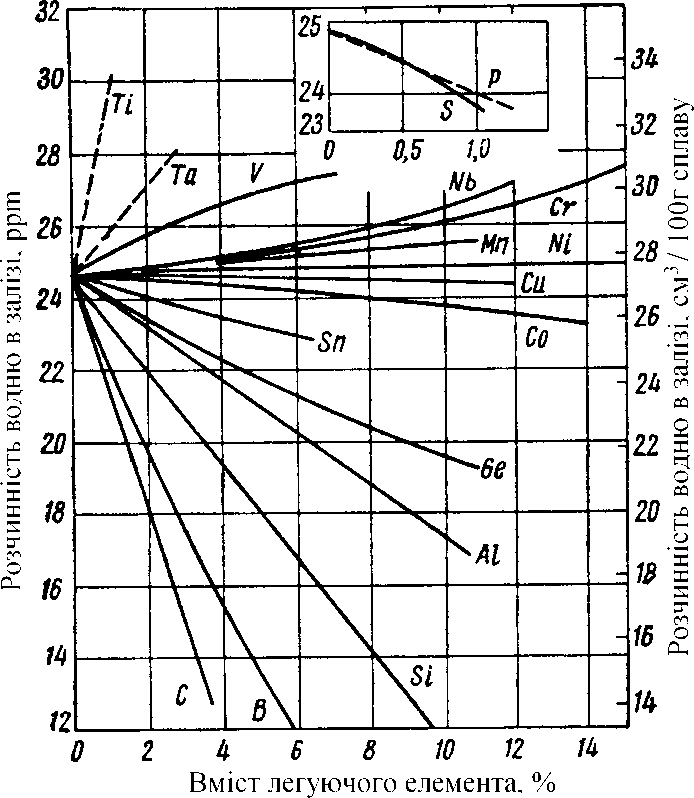 Розчинність водню в залізі, ppm
32
30
28
26
24
22
20
18
16
14
12
0
2
4
6
8
10
12
14
Вміст легуючого елемента, %
Розчинність водню в залізі, см³ / 100г сплаву
34
32
30
28
26
24
22
20
18
16
14
25
24
23
0
0,5
1,0
P
S
Ti
Ta
V
Nb
Cr
Mn
Ni
Cu
Co
Sn
Ge
Al
Si
B
C